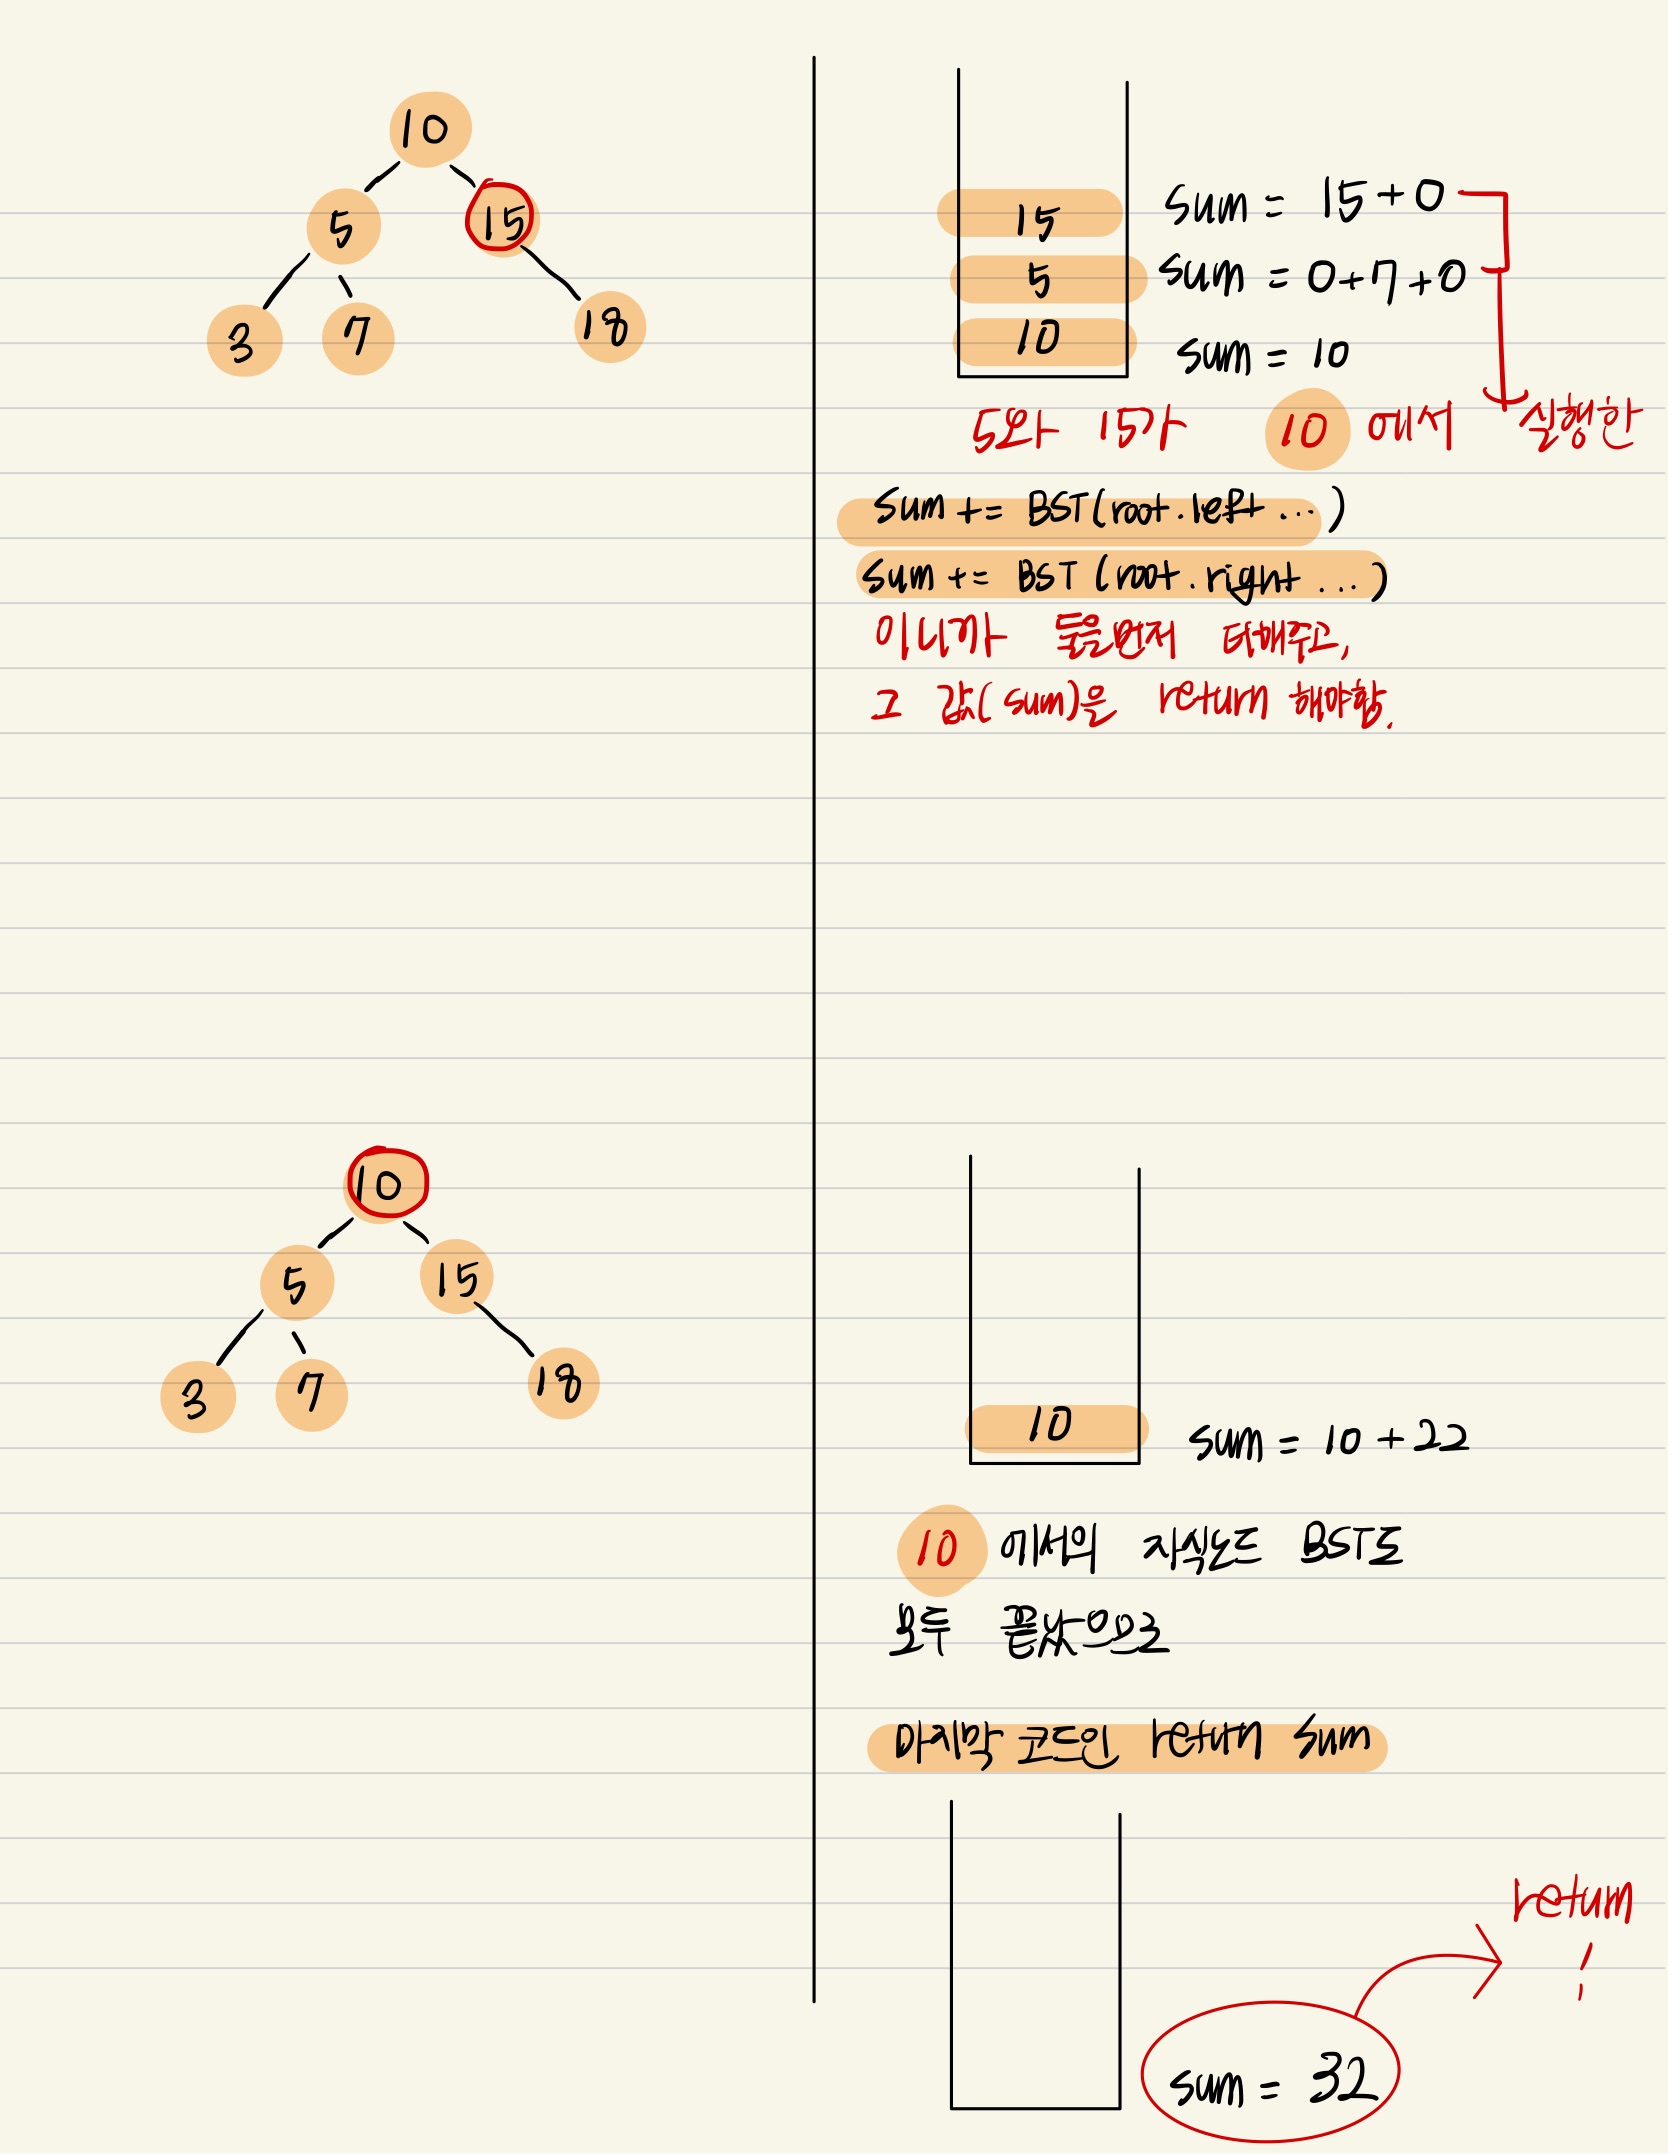 10
5 15
3 7 18
15 sum = 15+0
5 sum = 0+7+0
10 sum = 10
5와 15가 10 에서 실행한
sum += BST(root.left ...)
sum += BST (root.right ...)
이니까 둘을먼저 더해주고,
그 값(sum)을 return 해야함.
10
5 15
3 7 18
10 sum = 10 +22
10 에서의 자식노드 BST도
모두 끝났으므로
마지막 코드인 return sum
return
!
sum = 32